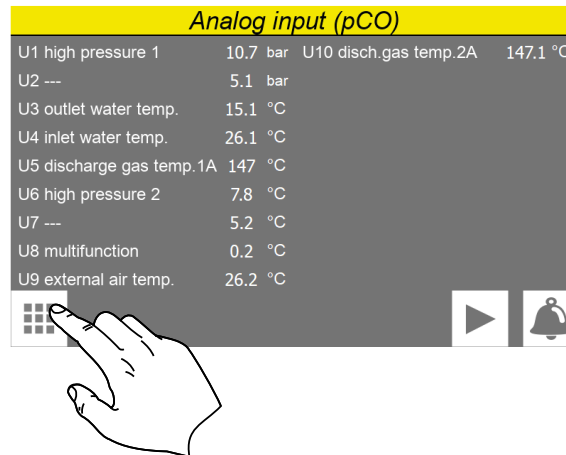 Analog input (pCO)
U1 high pressure 1 10.7 bar U10 disch.gas temp.2A 147.1 °C
U2 --- 5.1 bar
U3 outlet water temp. 15.1 °C
U4 inlet water temp. 26.1 °C
U5 discharge gas temp.1A 147 °C
U6 high pressure 2 7.8 °C
U7 --- 5.2 °C
U8 multifunction 0.2 °C
U9 external air temp. 26.2 °C